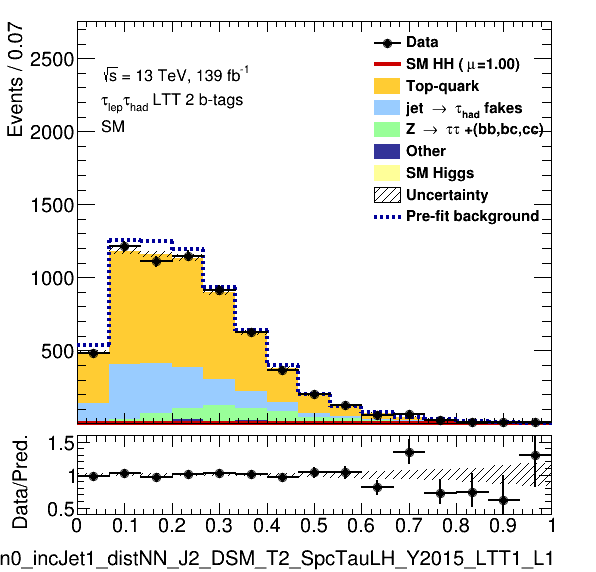 Events / 0.07
2500
2000
1500
1000
500
√s = 13 TeV, 139 fb⁻¹
τlepτhad LTT 2 b-tags
SM
Data
SM HH ( μ=1.00)
Top-quark
jet → τhad fakes
Z → ττ +(bb,bc,cc)
Other
SM Higgs
Uncertainty
Pre-fit background
Data/Pred.
1.5
1
0.5
0 0.1 0.2 0.3 0.4 0.5 0.6 0.7 0.8 0.9 1
n0_incJet1_distNN_J2_DSM_T2_SpcTauLH_Y2015_LTT1_L1